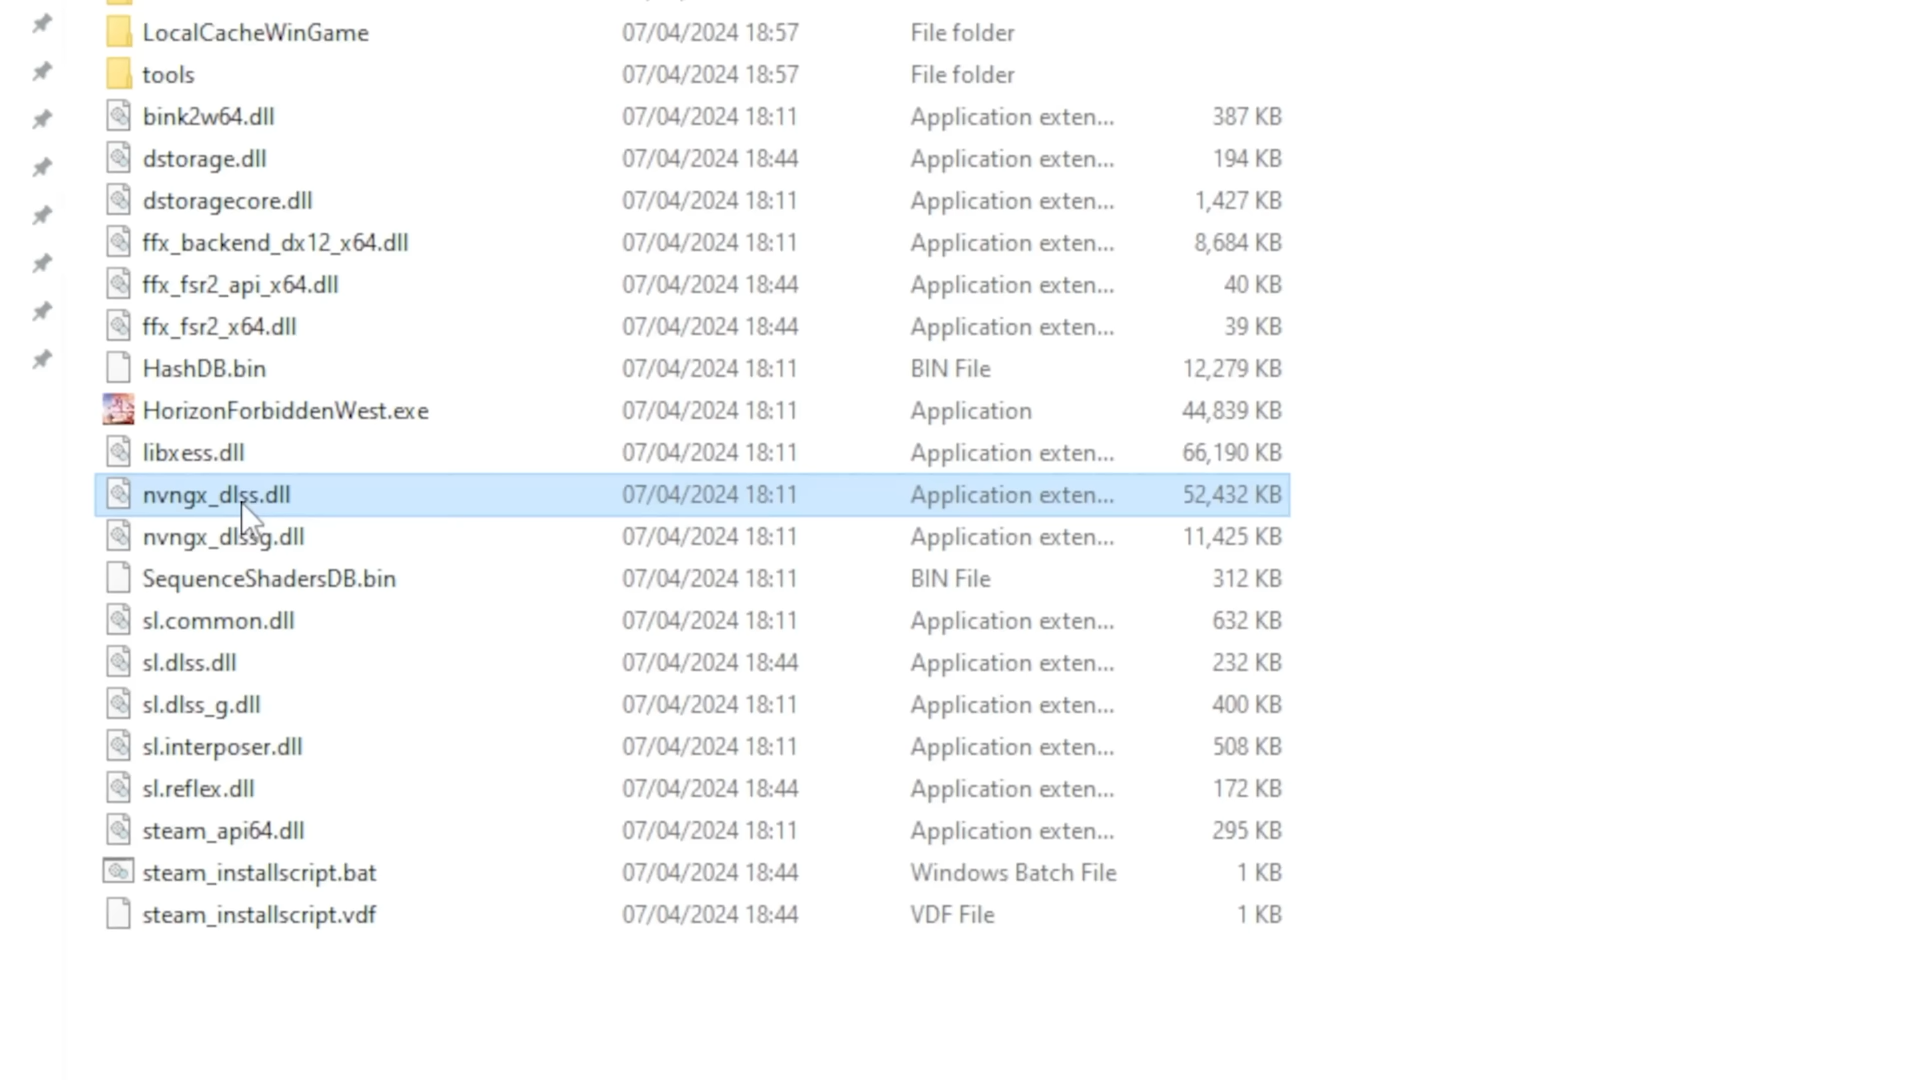 LocalCacheWinGame 07/04/2024 18:57 File folder
tools 07/04/2024 18:57 File folder
bink2w64.dll 07/04/2024 18:11 Application exten... 387 KB
dstorage.dll 07/04/2024 18:44 Application exten... 194 KB
dstoragecore.dll 07/04/2024 18:11 Application exten... 1,427 KB
ffx_backend_dx12_x64.dll 07/04/2024 18:11 Application exten... 8,684 KB
ffx_fsr2_api_x64.dll 07/04/2024 18:44 Application exten... 40 KB
ffx_fsr2_x64.dll 07/04/2024 18:44 Application exten... 39 KB
HashDB.bin 07/04/2024 18:11 BIN File 12,279 KB
HorizonForbiddenWest.exe 07/04/2024 18:11 Application 44,839 KB
libxess.dll 07/04/2024 18:11 Application exten... 66,190 KB
nvngx_dlss.dll 07/04/2024 18:11 Application exten... 52,432 KB
nvngx_dlssg.dll 07/04/2024 18:11 Application exten... 11,425 KB
SequenceShadersDB.bin 07/04/2024 18:11 BIN File 312 KB
sl.common.dll 07/04/2024 18:11 Application exten... 632 KB
sl.dlss.dll 07/04/2024 18:44 Application exten... 232 KB
sl.dlss_g.dll 07/04/2024 18:11 Application exten... 400 KB
sl.interposer.dll 07/04/2024 18:11 Application exten... 508 KB
sl.reflex.dll 07/04/2024 18:44 Application exten... 172 KB
steam_api64.dll 07/04/2024 18:11 Application exten... 295 KB
steam_installscript.bat 07/04/2024 18:44 Windows Batch File 1 KB
steam_installscript.vdf 07/04/2024 18:44 VDF File 1 KB